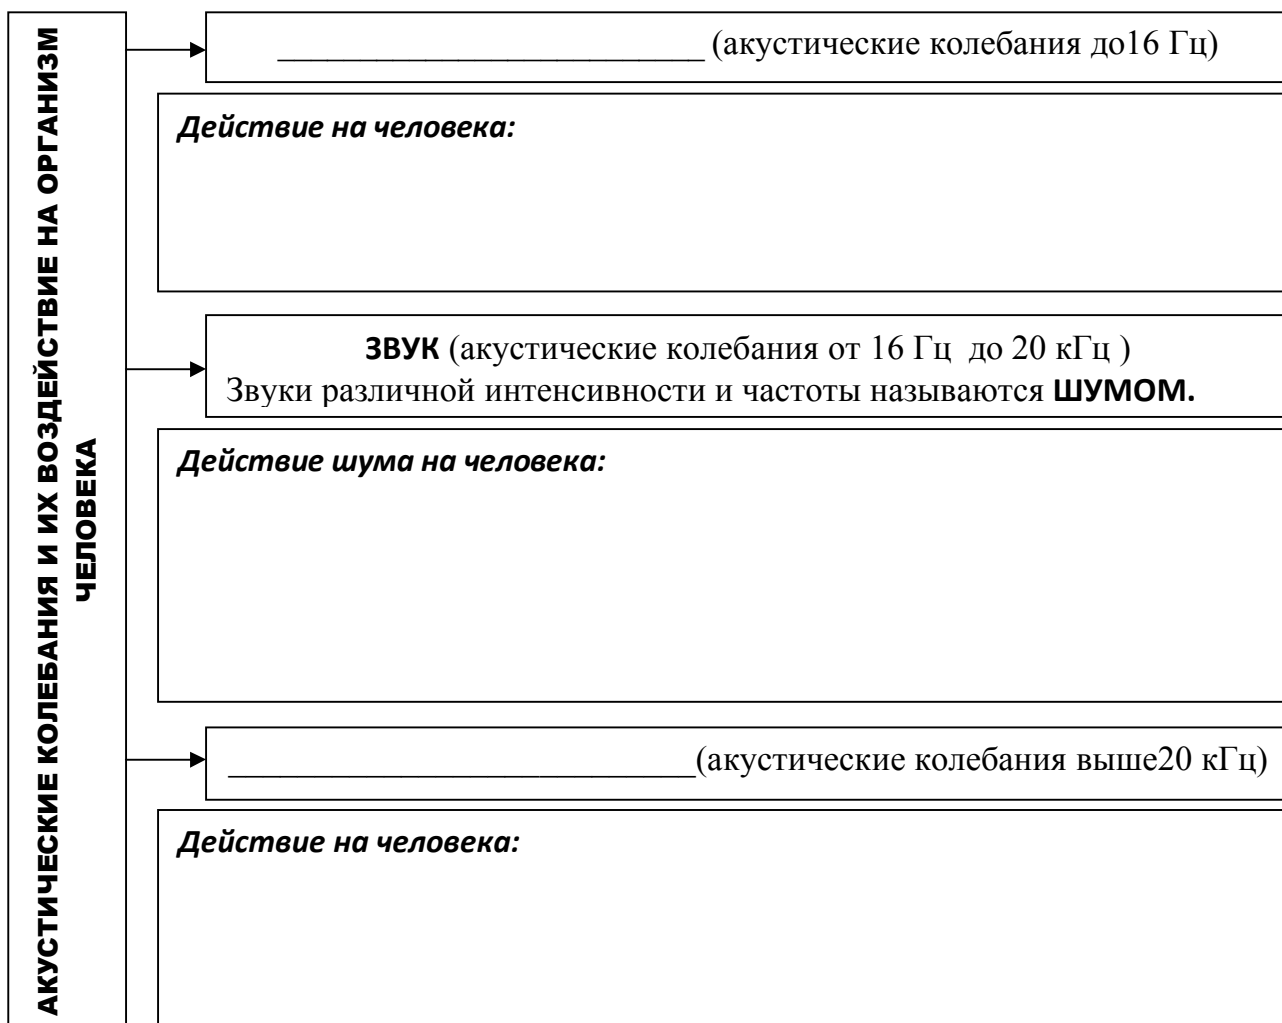 АКУСТИЧЕСКИЕ КОЛЕБАНИЯ И ИХ ВОЗДЕЙСТВИЕ НА ОРГАНИЗМ
ЧЕЛОВЕКА
__________________________ (акустические колебания до16 Гц)
Действие на человека:
ЗВУК (акустические колебания от 16 Гц до 20 кГц )
Звуки различной интенсивности и частоты называются ШУМОМ.
Действие шума на человека:
____________________________(акустические колебания выше20 кГц)
Действие на человека: